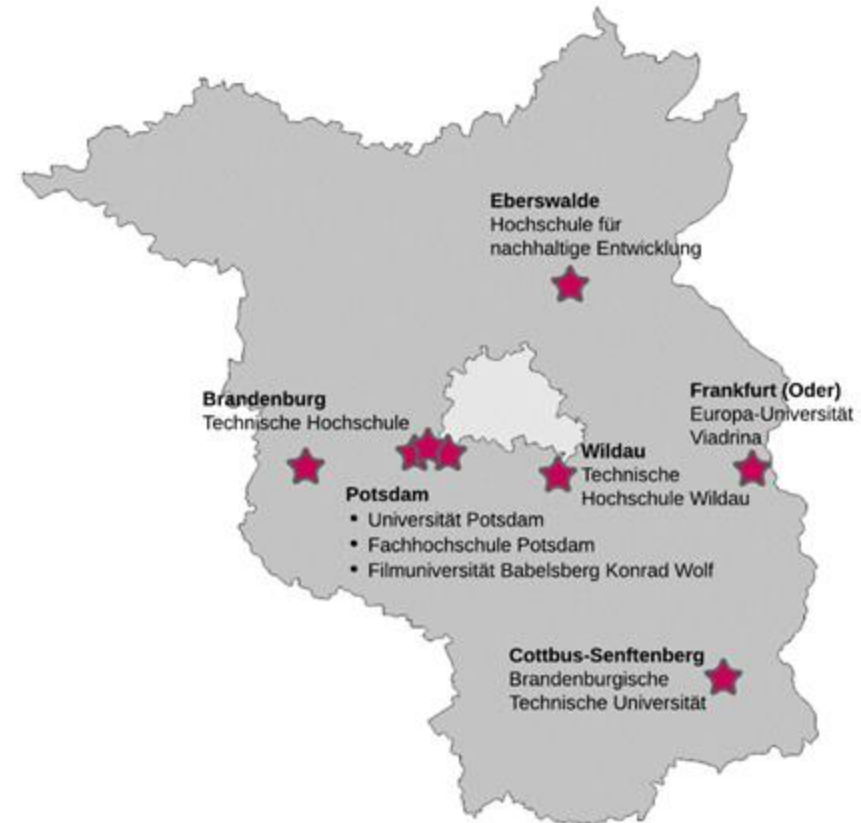 Eberswalde
Hochschule für
nachhaltige Entwicklung
Brandenburg
Technische Hochschule
Frankfurt (Oder)
Europa-Universität
Viadrina
Wildau
Technische
Hochschule Wildau
Potsdam
• Universität Potsdam
• Fachhochschule Potsdam
• Filmuniversität Babelsberg Konrad Wolf
Cottbus-Senftenberg
Brandenburgische
Technische Universität